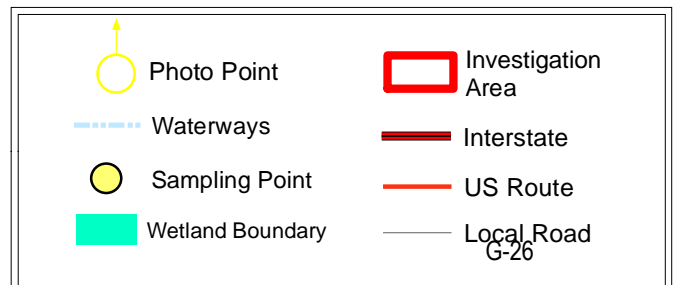 Photo Point
Waterways
Sampling Point
Wetland Boundary
Investigation
Area
Interstate
US Route
Local Road
G-26